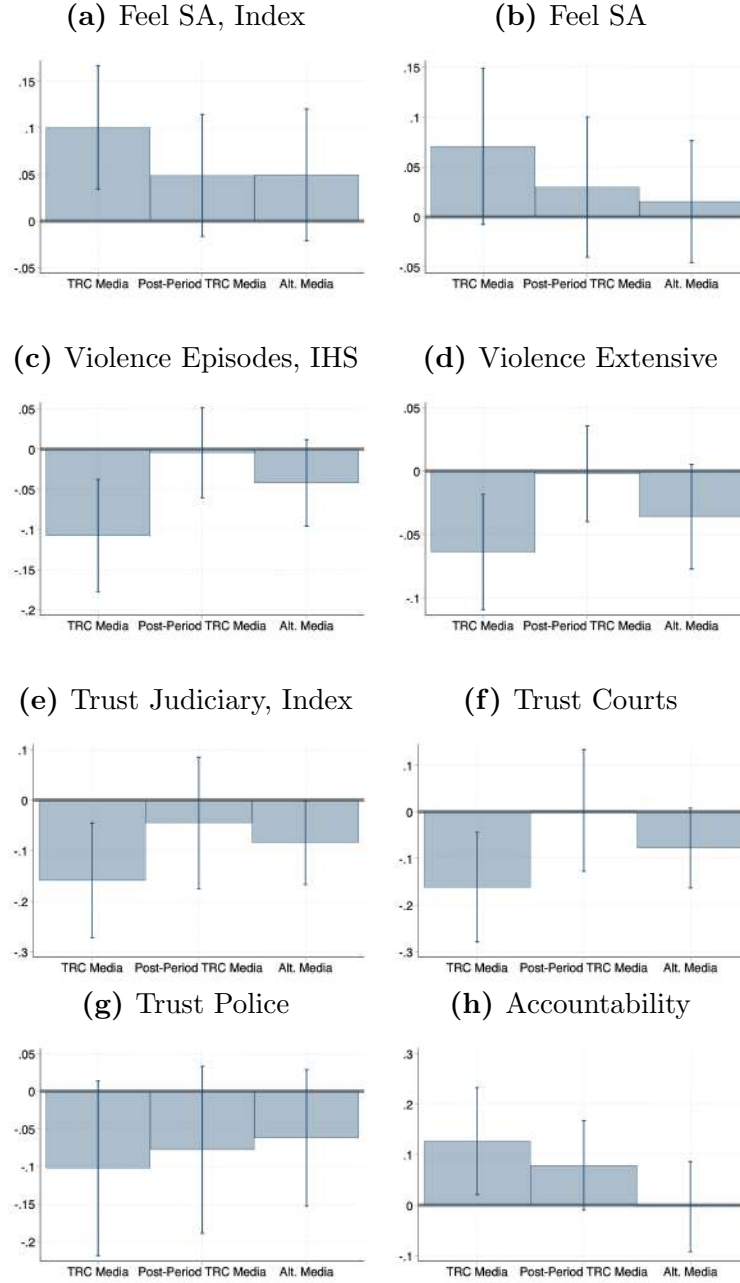 (a) Feel SA, Index
.15
.1
.05
0
-.05
TRC Media Post-Period TRC Media Alt. Media
(b) Feel SA
.15
.1
.05
0
-.05
TRC Media Post-Period TRC Media Alt. Media
(c) Violence Episodes, IHS
.05
0
-.05
-.1
-.15
-.2
TRC Media Post-Period TRC Media Alt. Media
(d) Violence Extensive
.05
0
-.05
-.1
TRC Media Post-Period TRC Media Alt. Media
(e) Trust Judiciary, Index
.1
0
-.1
-.2
-.3
TRC Media Post-Period TRC Media Alt. Media
(f) Trust Courts
.1
0
-.1
-.2
-.3
TRC Media Post-Period TRC Media Alt. Media
(g) Trust Police
.05
0
-.05
-.1
-.15
-.2
TRC Media Post-Period TRC Media Alt. Media
(h) Accountability
.3
.2
.1
0
-.1
TRC Media Post-Period TRC Media Alt. Media